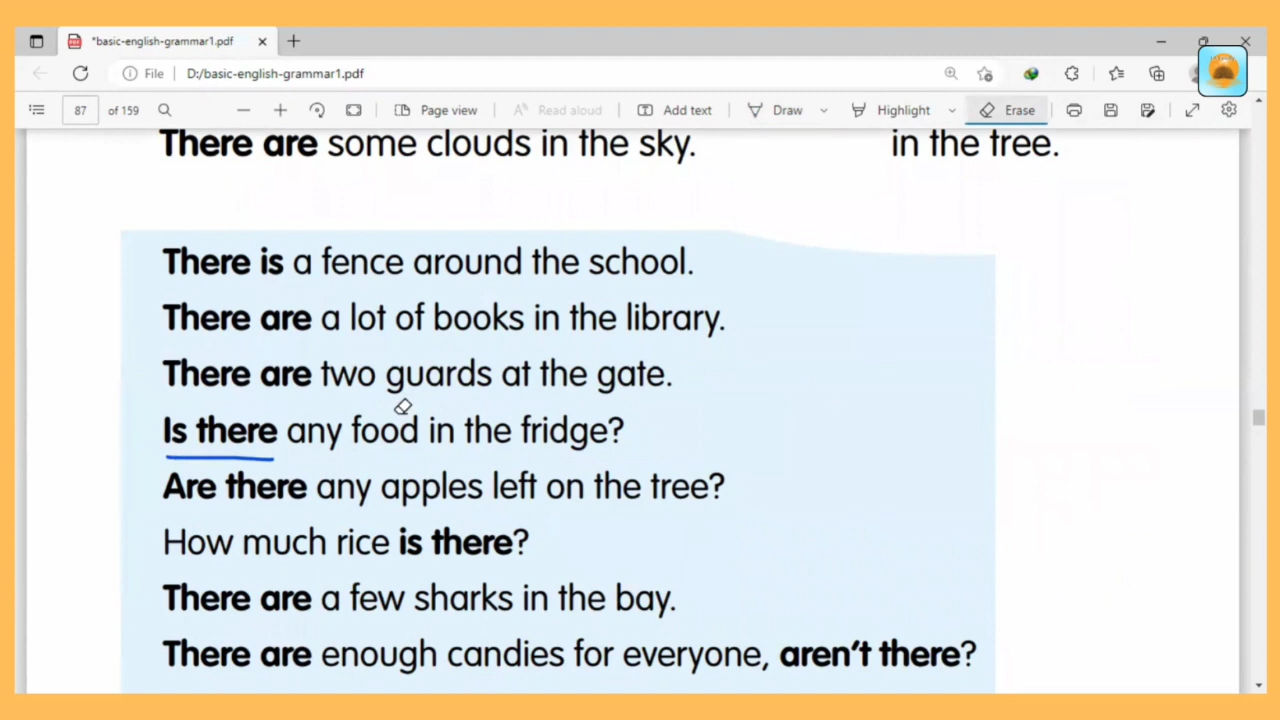 *basic-english-grammar1.pdf
File D:/basic-english-grammar1.pdf
87 of 159 Page view Read aloud Add text Draw Highlight Erase
There are some clouds in the sky. in the tree.
There is a fence around the school.
There are a lot of books in the library.
There are two guards at the gate.
Is there any food in the fridge?
Are there any apples left on the tree?
How much rice is there?
There are a few sharks in the bay.
There are enough candies for everyone, aren't there?